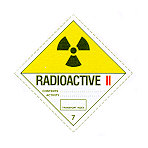 RADIOACTIVE II
CONTENTS
ACTIVITY
TRANSPORT INDEX
7